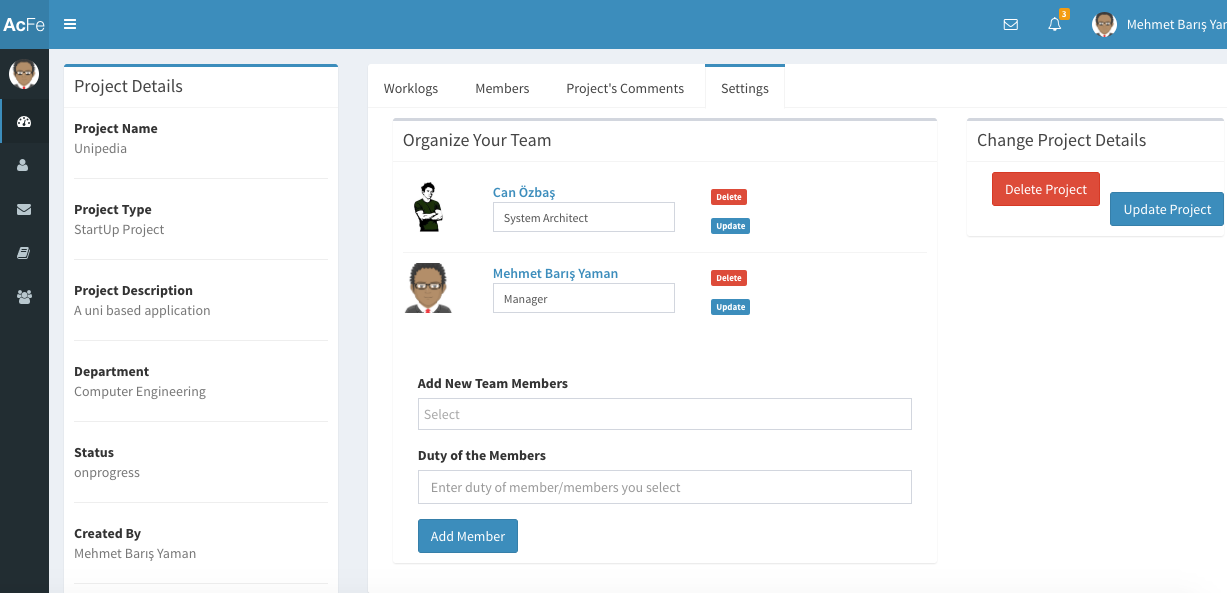 AcFe
3
Mehmet Barış Yar
Project Details
Project Name
Unipedia
Project Type
StartUp Project
Project Description
A uni based application
Department
Computer Engineering
Status
onprogress
Created By
Mehmet Barış Yaman
Worklogs Members Project's Comments Settings
Organize Your Team
Can Özbaş
System Architect
Delete
Update
Mehmet Barış Yaman
Manager
Delete
Update
Add New Team Members
Select
Duty of the Members
Enter duty of member/members you select
Add Member
Change Project Details
Delete Project
Update Project